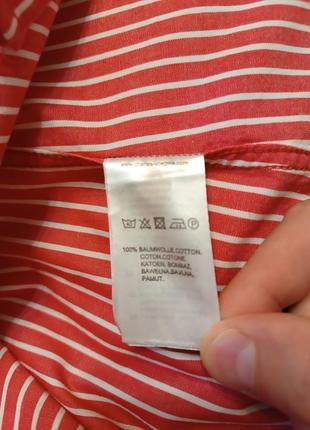 100% BAUMWOLLE,COTTON,
COTON,COTONE,
KATOEN, BOMBAZ,
BAWEŁNA,BAVLNA,
PAMUT.